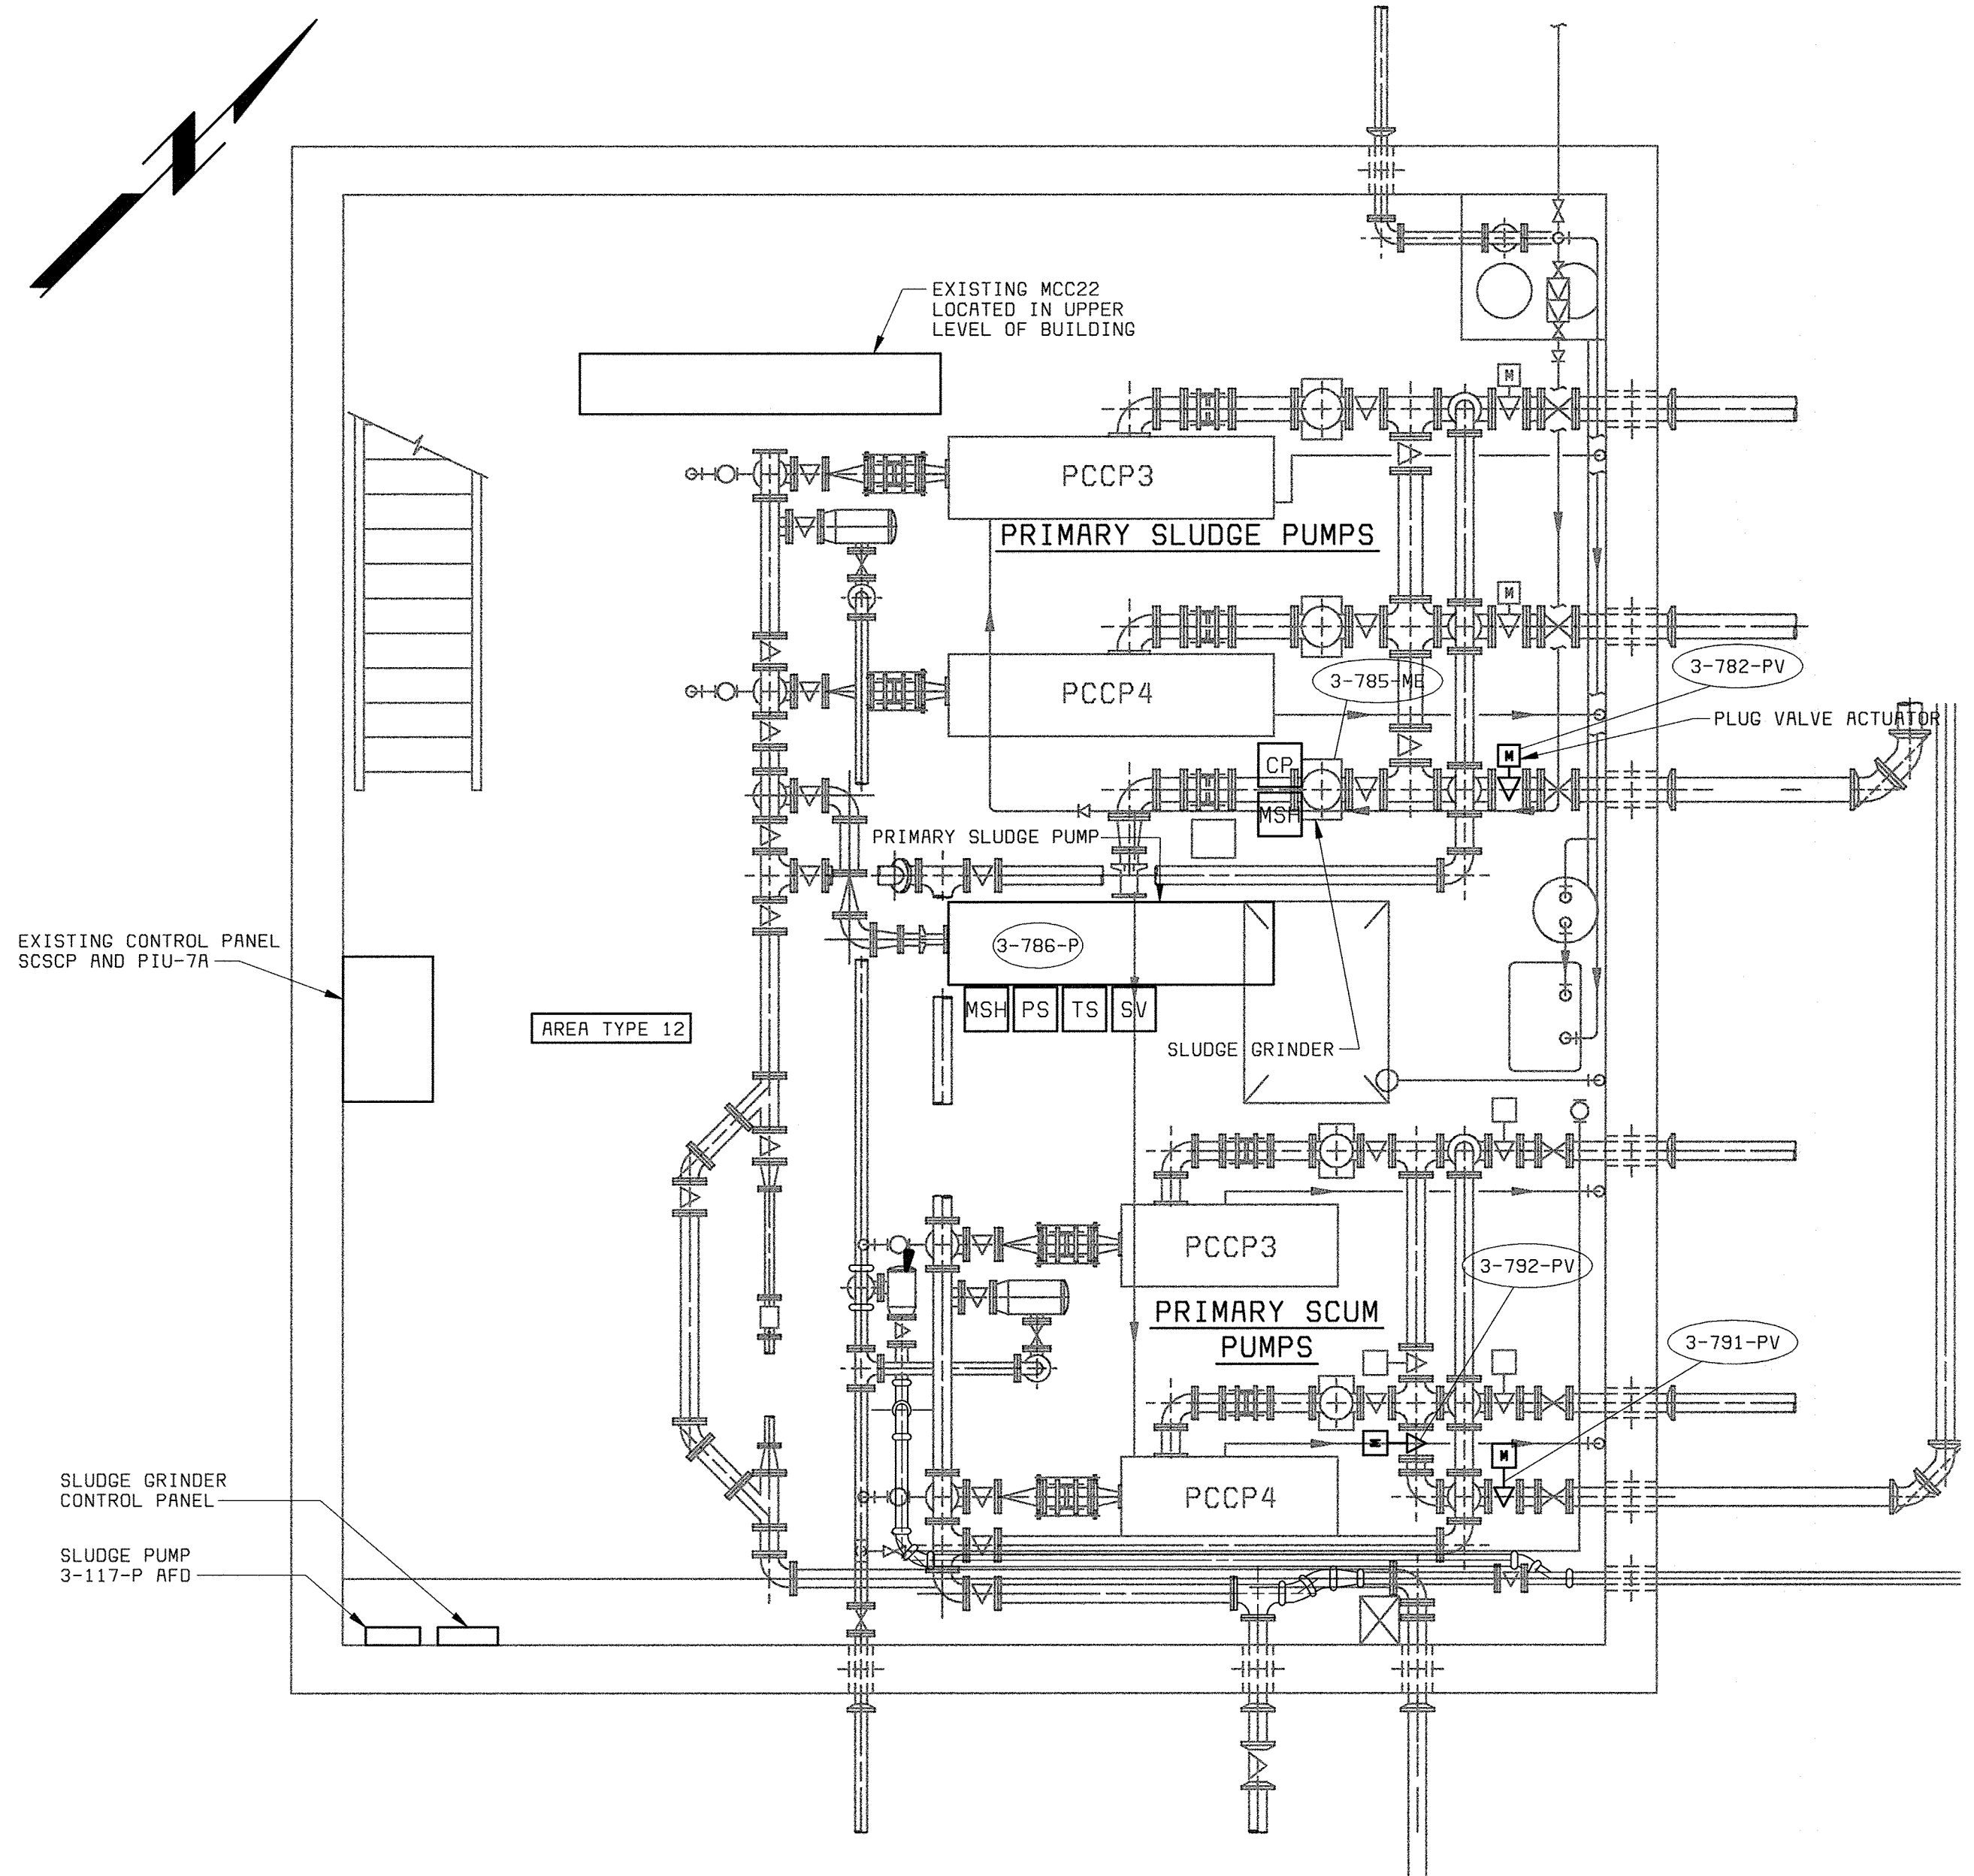 EXISTING MCC22
LOCATED IN UPPER
LEVEL OF BUILDING
M
PCCP3
PRIMARY SLUDGE PUMPS
M
PCCP4
3-785-ME
3-782-PV
PLUG VALVE ACTUATOR
M
CP
MSH
PRIMARY SLUDGE PUMP
3-786-P
EXISTING CONTROL PANEL
SCSCP AND PIU-7A
MSH PS TS SV
AREA TYPE 12
SLUDGE GRINDER
PCCP3
3-792-PV
PRIMARY SCUM
PUMPS
3-791-PV
M
M
PCCP4
SLUDGE GRINDER
CONTROL PANEL
SLUDGE PUMP
3-117-P AFD